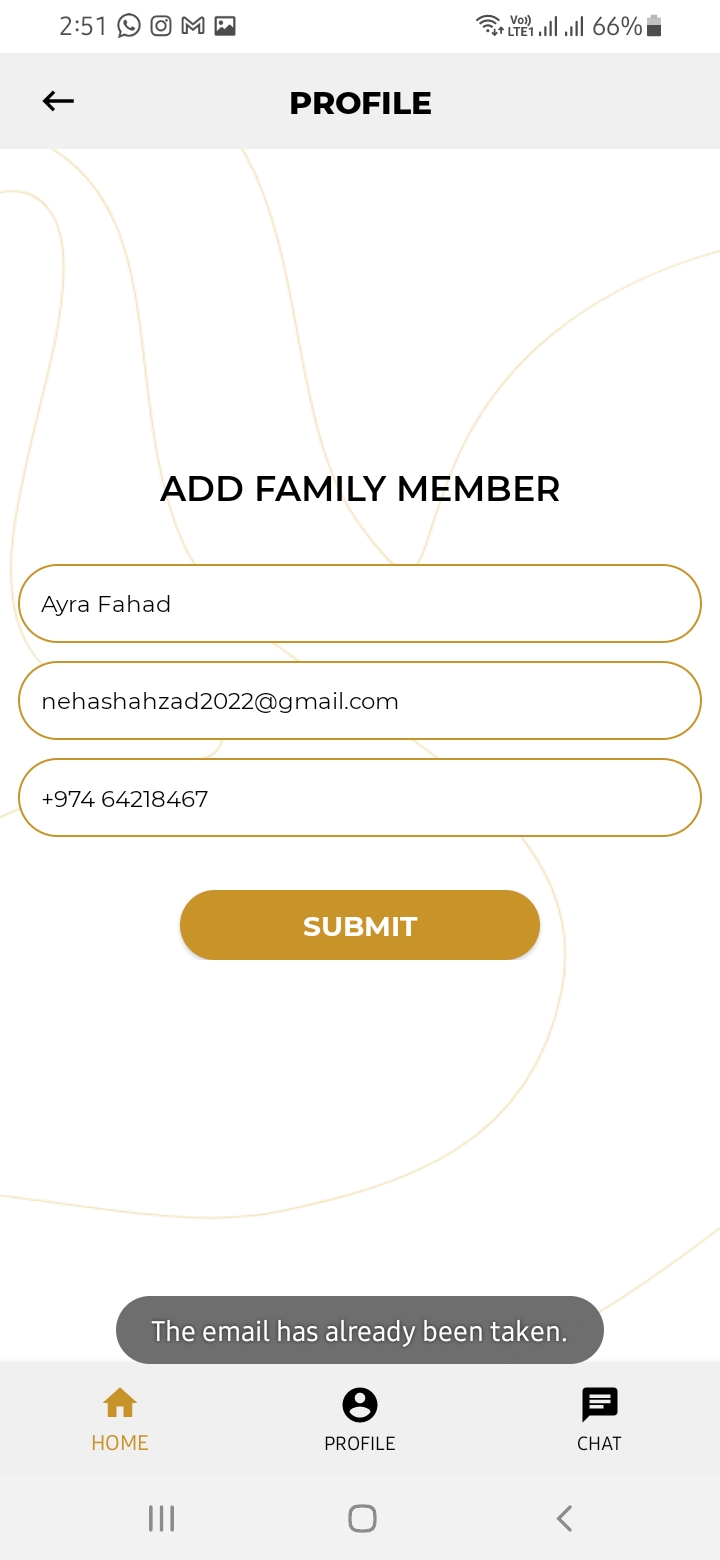 2:51 Vo)) LTE1 66%
PROFILE
ADD FAMILY MEMBER
Ayra Fahad
nehashahzad2022@gmail.com
+974 64218467
SUBMIT
The email has already been taken.
HOME PROFILE CHAT